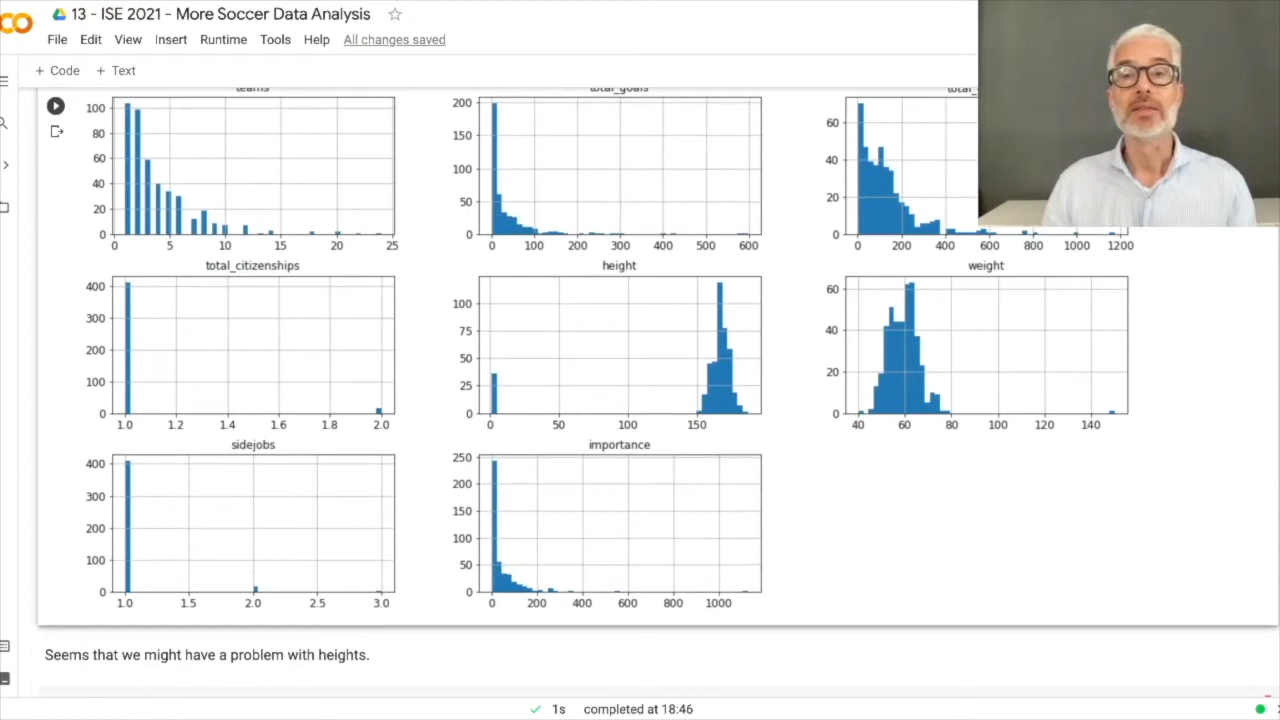 13 - ISE 2021 - More Soccer Data Analysis
File Edit View Insert Runtime Tools Help All changes saved
+ Code + Text
teams
100
80
60
40
20
0
0 5 10 15 20 25
total_goals
200
150
100
50
0
0 100 200 300 400 500 600
60
40
20
0
0 200 400 600 800 1000 1200
total_citizenships
400
300
200
100
0
1.0 1.2 1.4 1.6 1.8 2.0
height
100
75
50
25
0
0 50 100 150
weight
60
40
20
0
40 60 80 100 120 140
sidejobs
400
300
200
100
0
1.0 1.5 2.0 2.5 3.0
importance
250
200
150
100
50
0
0 200 400 600 800 1000
Seems that we might have a problem with heights.
1s completed at 18:46